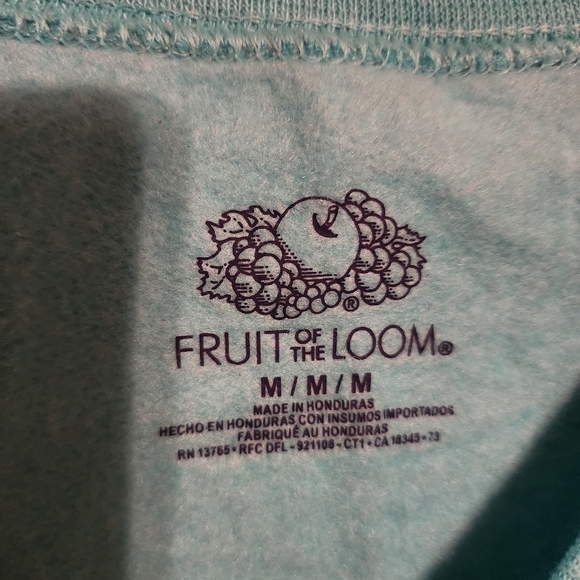 ®
FRUIT OF THE LOOM®
M / M / M
MADE IN HONDURAS
HECHO EN HONDURAS CON INSUMOS IMPORTADOS
FABRIQUÉ AU HONDURAS
RN 13765 • RFC DFL - 921106 - CT1 • CA 18345 • 73